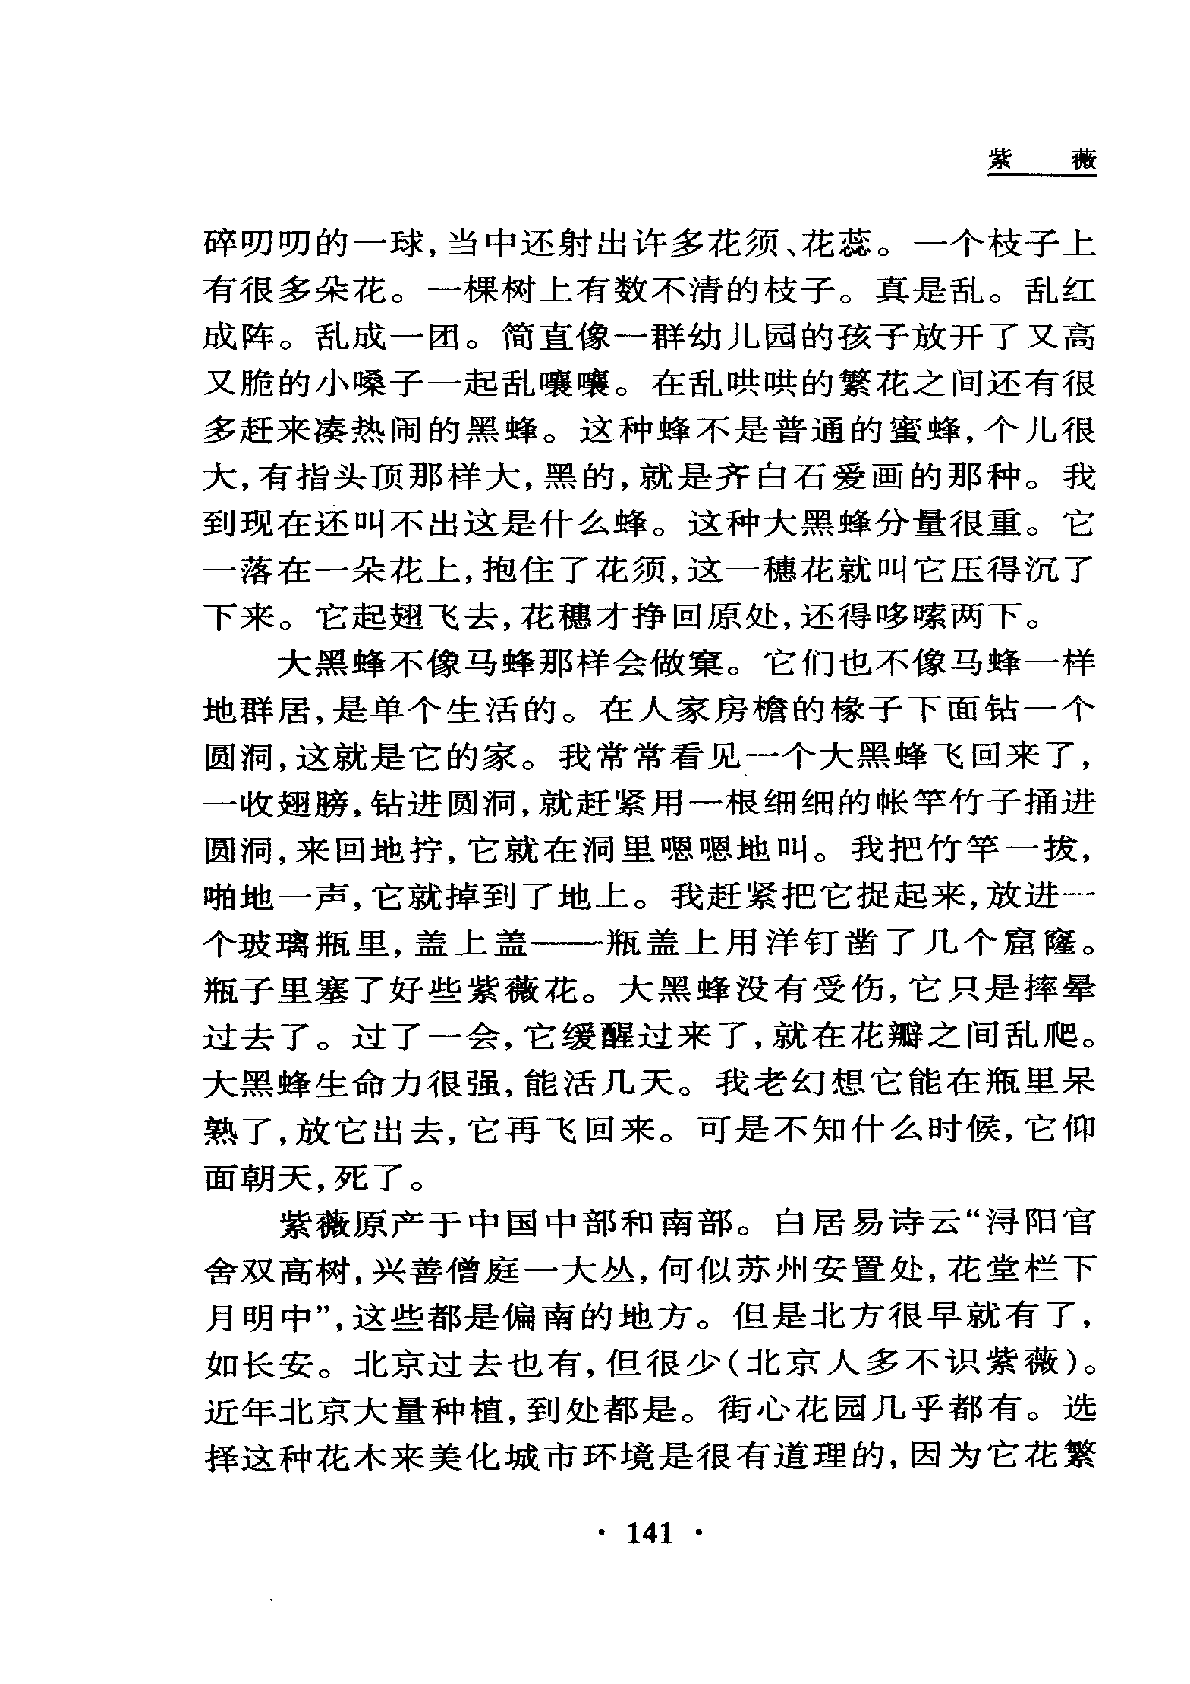 紫　薇
碎叨叨的一球,当中还射出许多花须、花蕊。一个枝子上
有很多朵花。一棵树上有数不清的枝子。真是乱。乱红
成阵。乱成一团。简直像一群幼儿园的孩子放开了又高
又脆的小嗓子一起乱嚷嚷。在乱哄哄的繁花之间还有很
多赶来凑热闹的黑蜂。这种蜂不是普通的蜜蜂,个儿很
大,有指头顶那样大,黑的,就是齐白石爱画的那种。我
到现在还叫不出这是什么蜂。这种大黑蜂分量很重。它
一落在一朵花上,抱住了花须,这一穗花就叫它压得沉了
下来。它起翅飞去,花穗才挣回原处,还得哆嗦两下。
大黑蜂不像马蜂那样会做窠。它们也不像马蜂一样
地群居,是单个生活的。在人家房檐的椽子下面钻一个
圆洞,这就是它的家。我常常看见一个大黑蜂飞回来了,
一收翅膀,钻进圆洞,就赶紧用一根细细的帐竿竹子捅进
圆洞,来回地拧,它就在洞里嗯嗯地叫。我把竹竿一拔,
啪地一声,它就掉到了地上。我赶紧把它捉起来,放进一
个玻璃瓶里,盖上盖——瓶盖上用洋钉凿了几个窟窿。
瓶子里塞了好些紫薇花。大黑蜂没有受伤,它只是摔晕
过去了。过了一会,它缓醒过来了,就在花瓣之间乱爬。
大黑蜂生命力很强,能活几天。我老幻想它能在瓶里呆
熟了,放它出去,它再飞回来。可是不知什么时候,它仰
面朝天,死了。
紫薇原产于中国中部和南部。白居易诗云“浔阳官
舍双高树,兴善僧庭一大丛,何似苏州安置处,花堂栏下
月明中”,这些都是偏南的地方。但是北方很早就有了,
如长安。北京过去也有,但很少(北京人多不识紫薇)。
近年北京大量种植,到处都是。街心花园几乎都有。选
择这种花木来美化城市环境是很有道理的,因为它花繁
· 141 ·